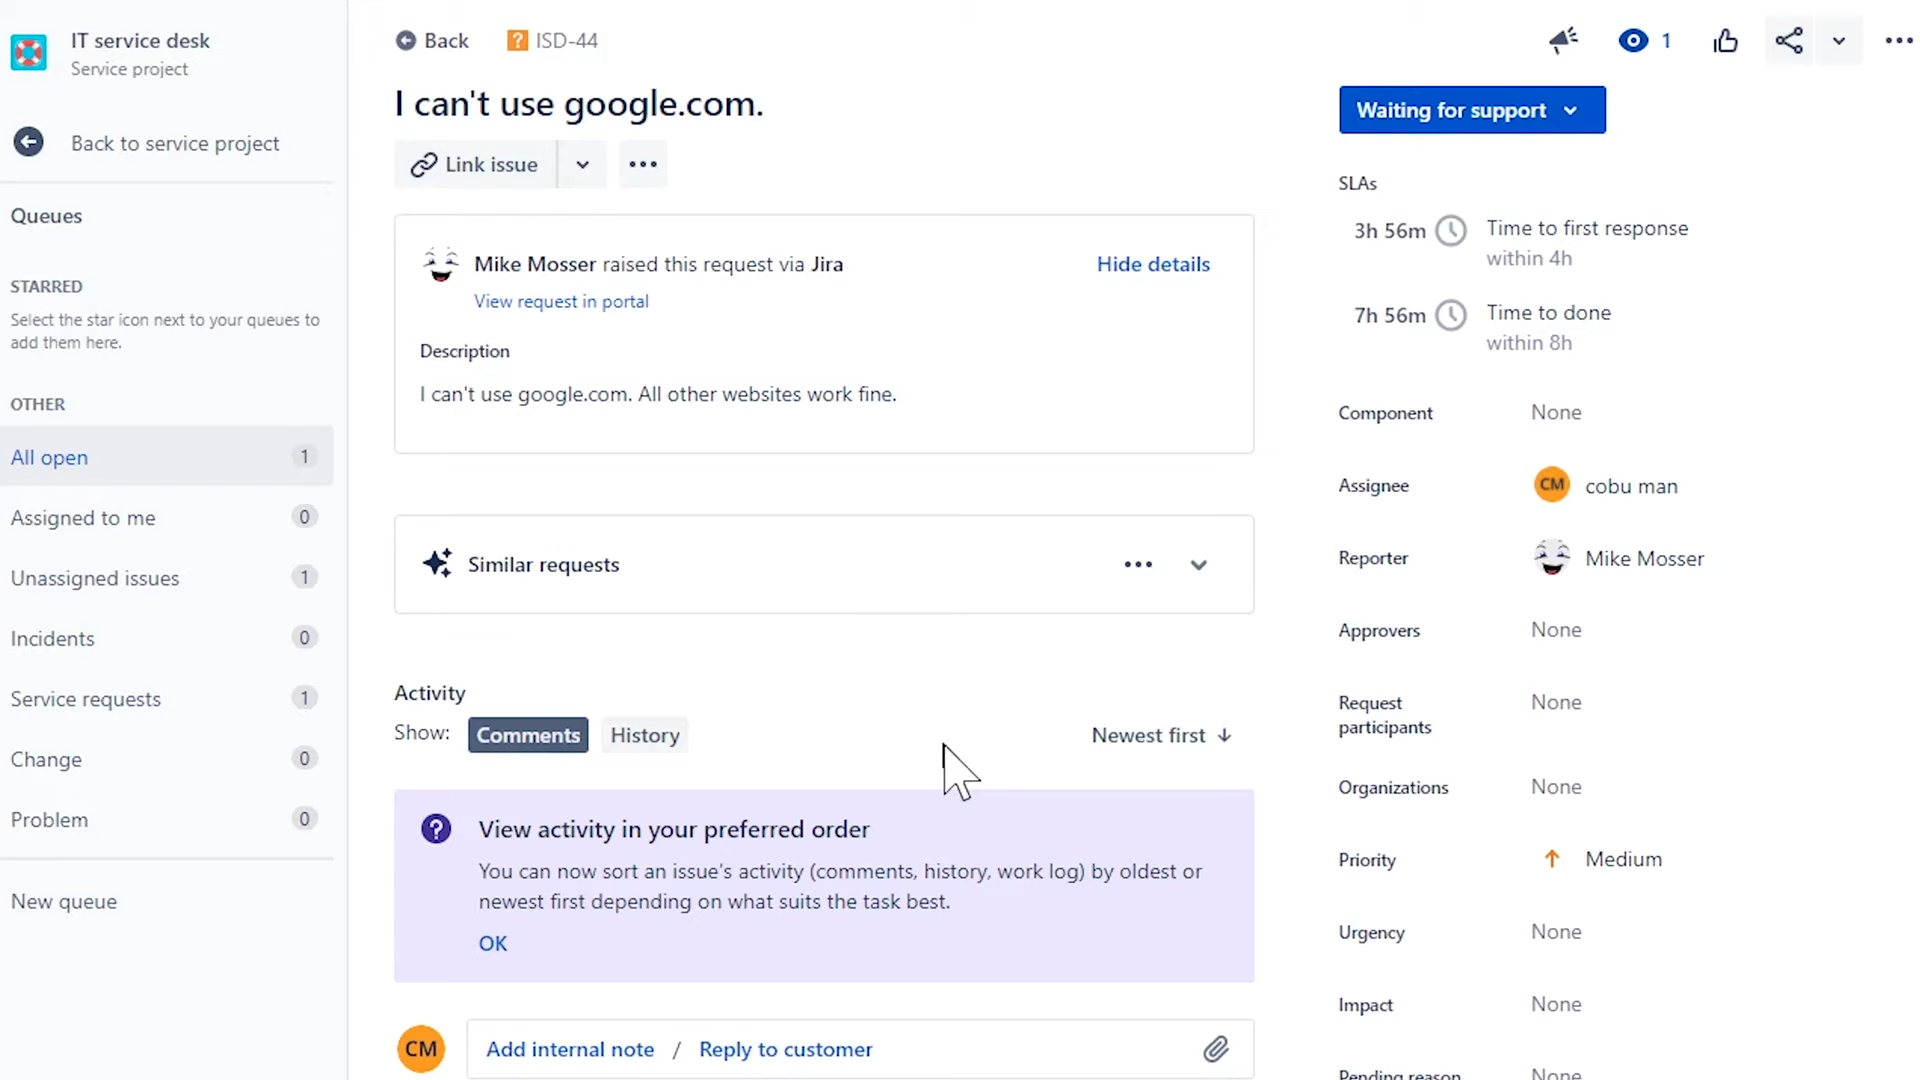 IT service desk
Service project
Back to service project
Queues
STARRED
Select the star icon next to your queues to
add them here.
OTHER
All open 1
Assigned to me 0
Unassigned issues 1
Incidents 0
Service requests 1
Change 0
Problem 0
New queue
Back ? ISD-44
I can't use google.com.
Link issue
Mike Mosser raised this request via Jira Hide details
View request in portal
Description
I can't use google.com. All other websites work fine.
Similar requests
Activity
Show: Comments History Newest first
? View activity in your preferred order
You can now sort an issue's activity (comments, history, work log) by oldest or
newest first depending on what suits the task best.
OK
CM Add internal note / Reply to customer
1
Waiting for support
SLAs
3h 56m Time to first response
within 4h
7h 56m Time to done
within 8h
Component None
Assignee CM cobu man
Reporter Mike Mosser
Approvers None
Request None
participants
Organizations None
Priority Medium
Urgency None
Impact None
Pending reason None